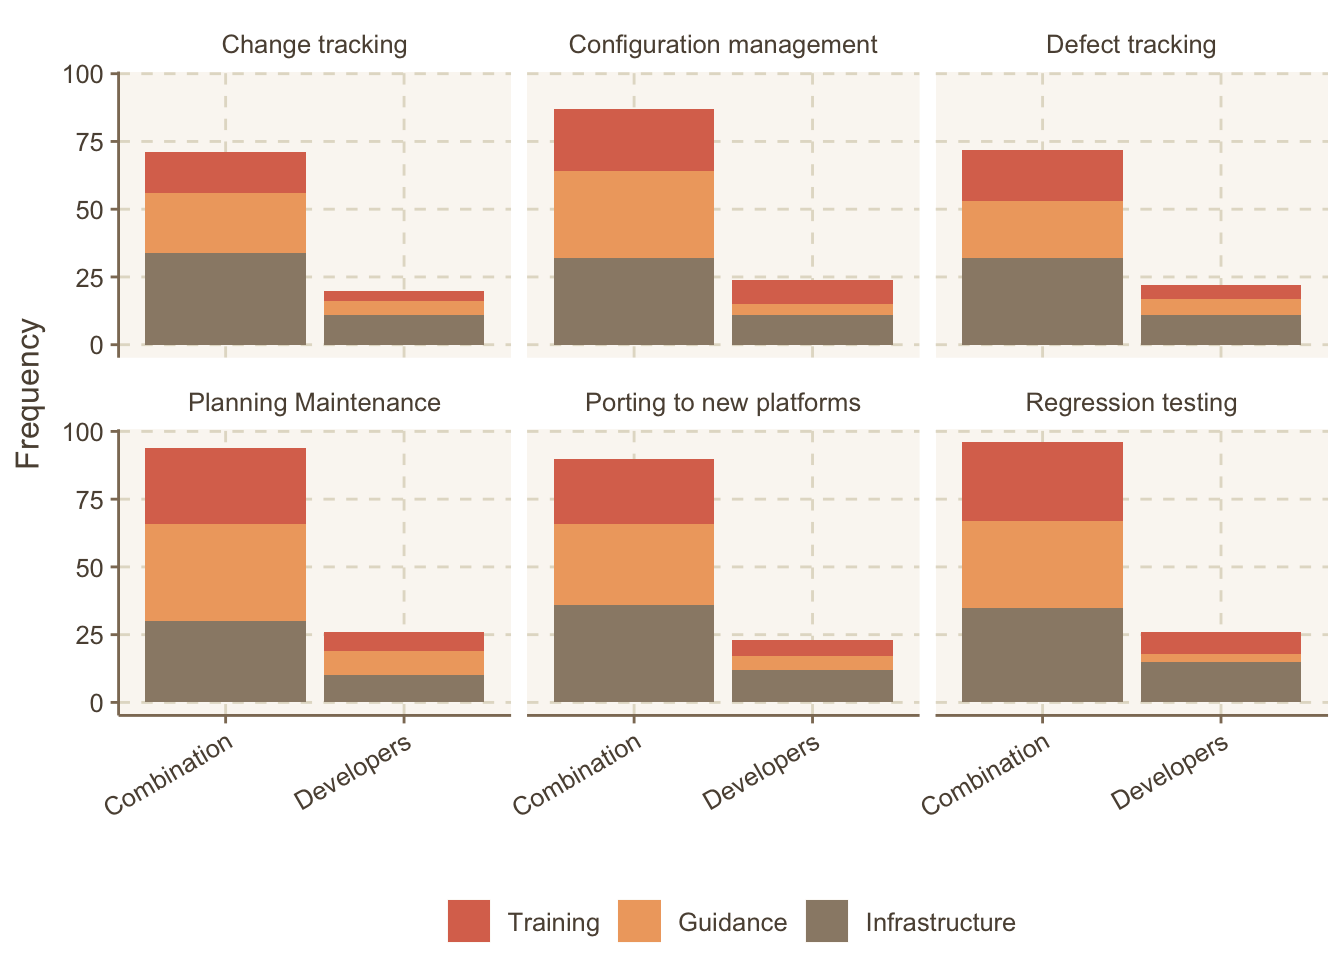 Change tracking
Configuration management
Defect tracking
100
75
50
25
0
Frequency
Planning Maintenance
Porting to new platforms
Regression testing
100
75
50
25
0
Combination
Developers
Combination
Developers
Combination
Developers
Training
Guidance
Infrastructure